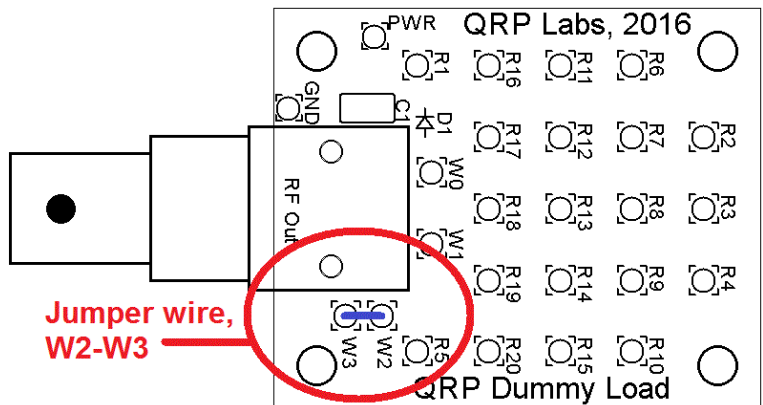 PWR
QRP Labs, 2016
R1
R16
R11
R6
GND
C1
D1
R17
R12
R7
R2
W0
RF Out
R18
R13
R8
R3
W1
R19
R14
R9
R4
Jumper wire,
W2-W3
W3
W2
R5
R20
R15
R10
QRP Dummy Load